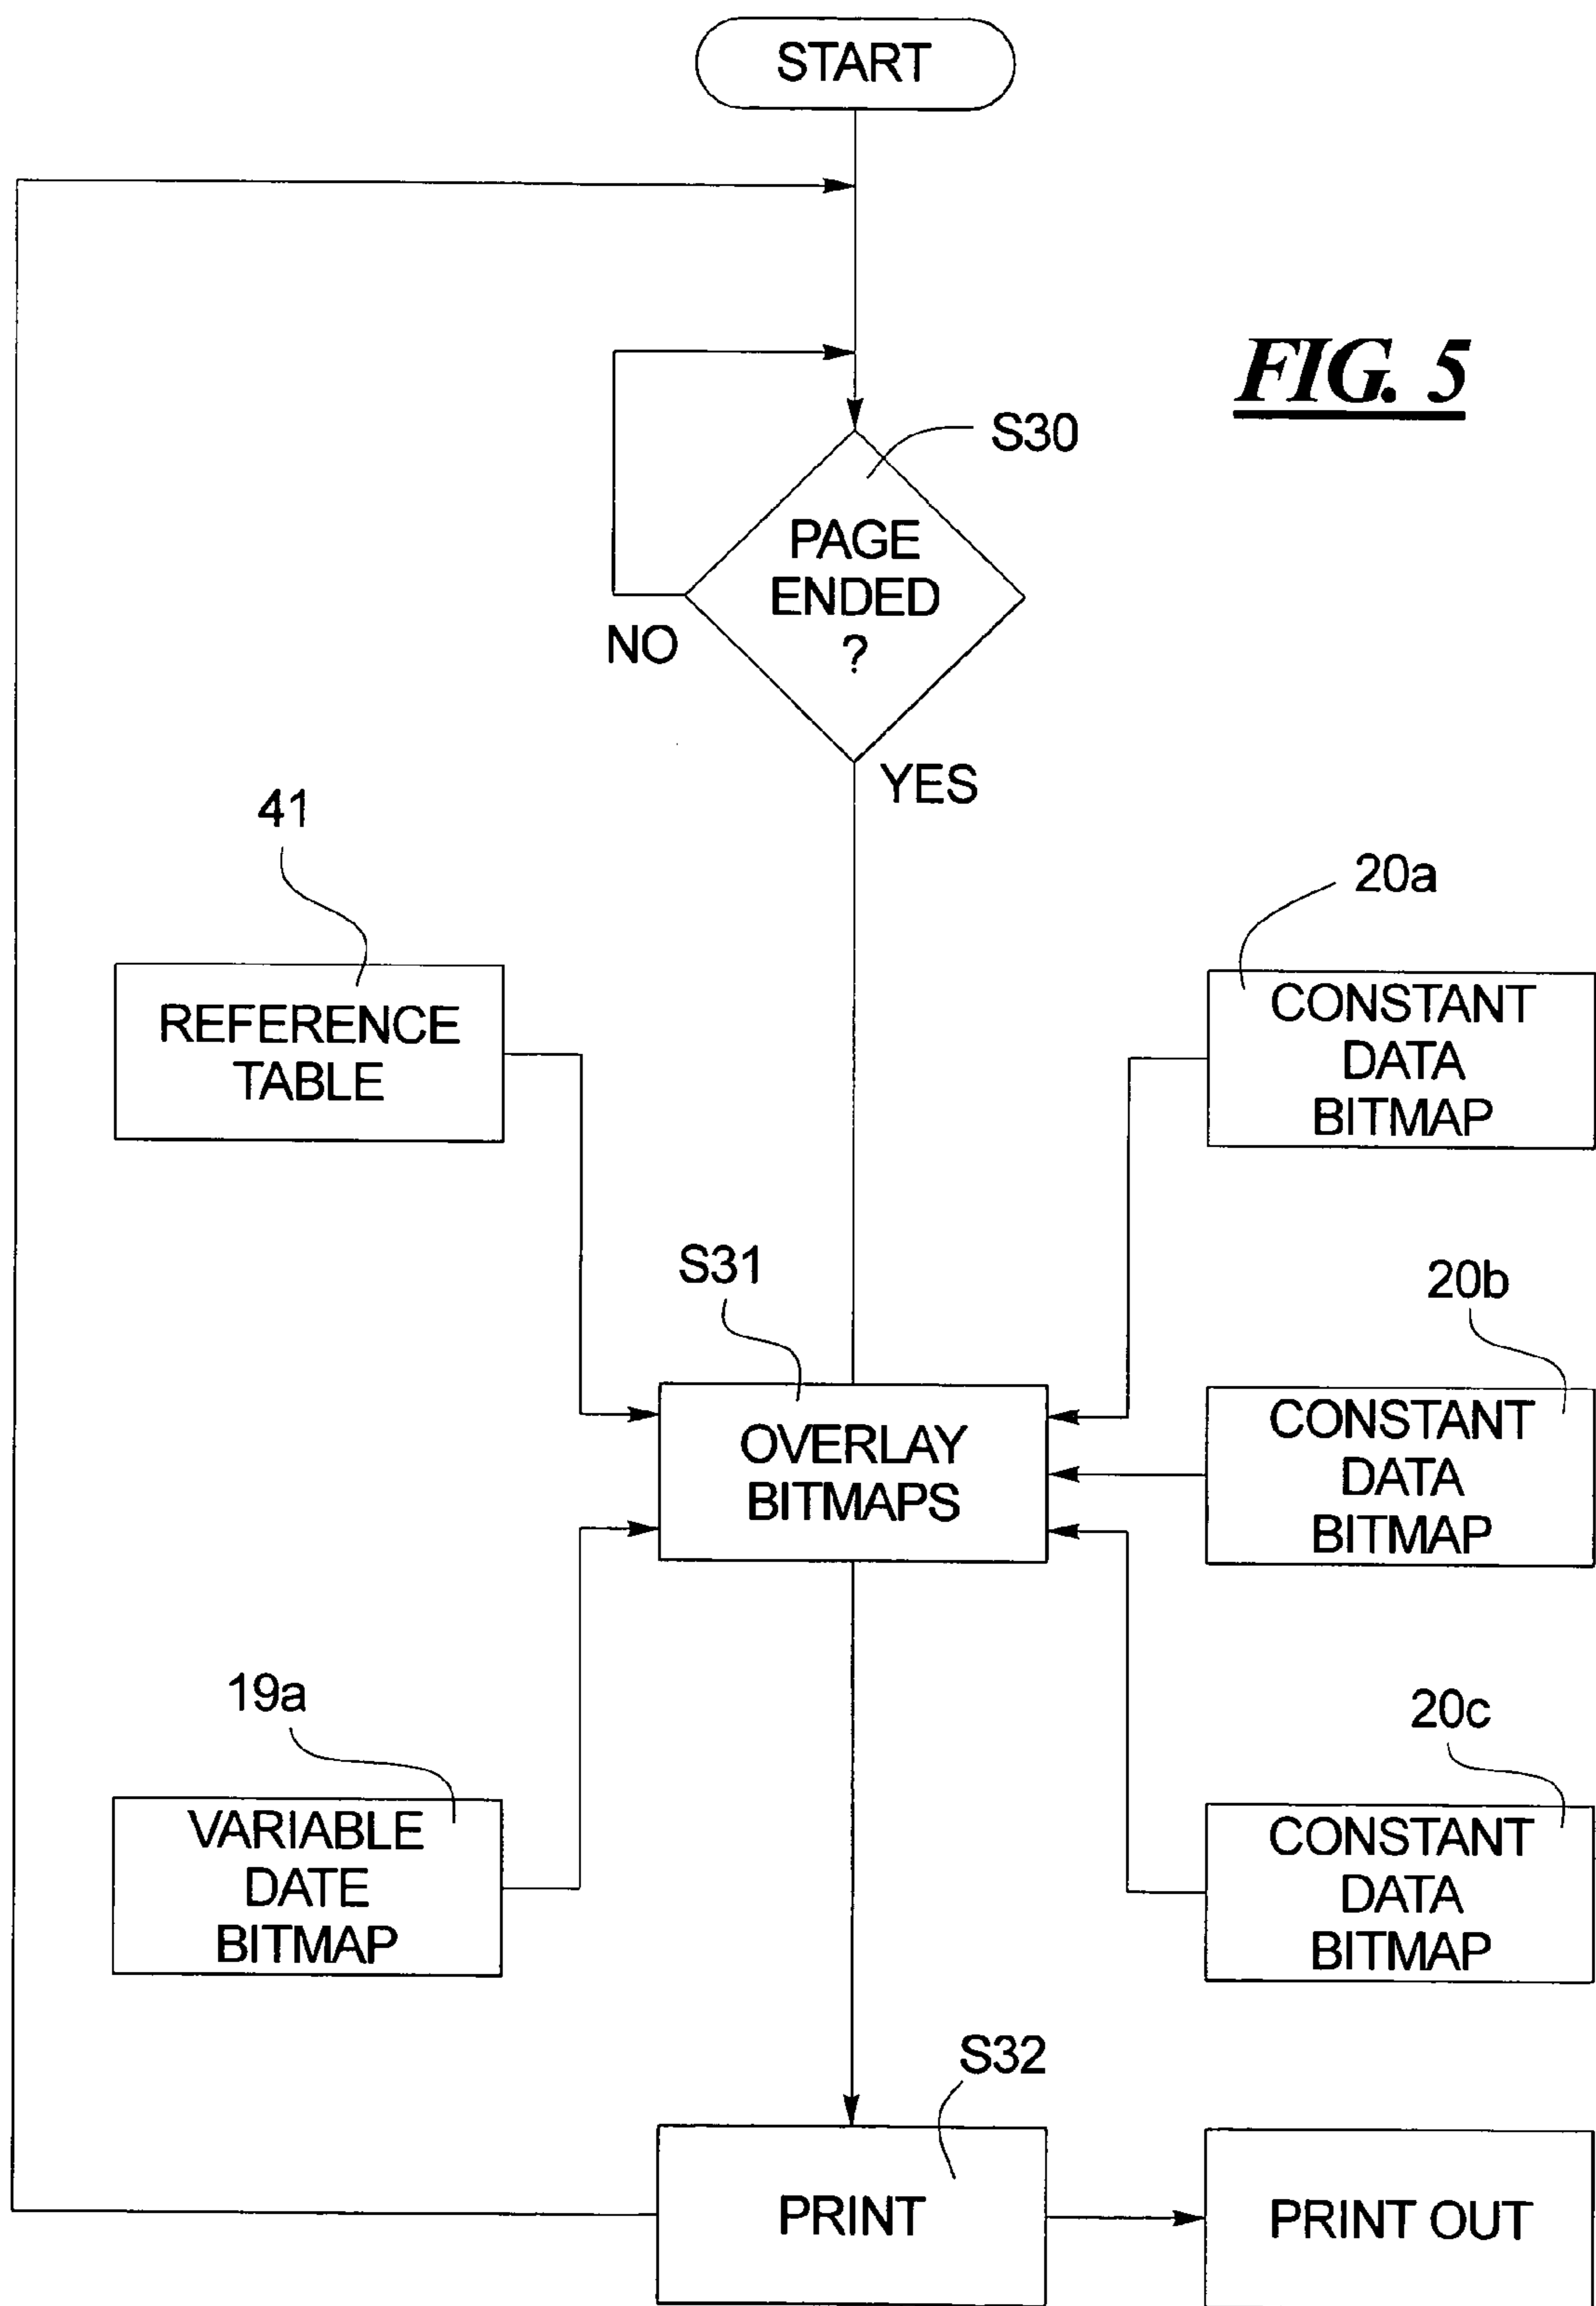 START
FIG. 5
S30
PAGE
ENDED
?
NO
YES
41
REFERENCE
TABLE
20a
CONSTANT
DATA
BITMAP
S31
OVERLAY
BITMAPS
20b
CONSTANT
DATA
BITMAP
19a
VARIABLE
DATE
BITMAP
20c
CONSTANT
DATA
BITMAP
S32
PRINT
PRINT OUT